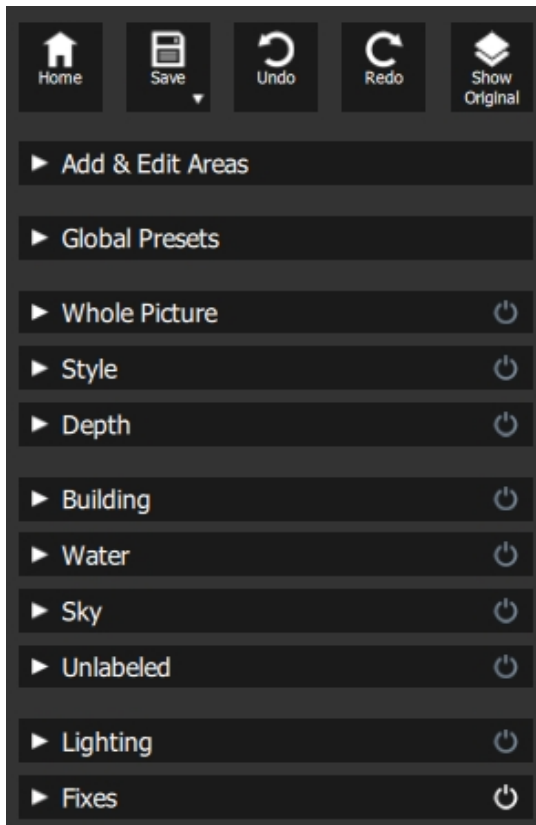 Home
Save
Undo
Redo
Show
Original
Add & Edit Areas
Global Presets
Whole Picture
Style
Depth
Building
Water
Sky
Unlabeled
Lighting
Fixes